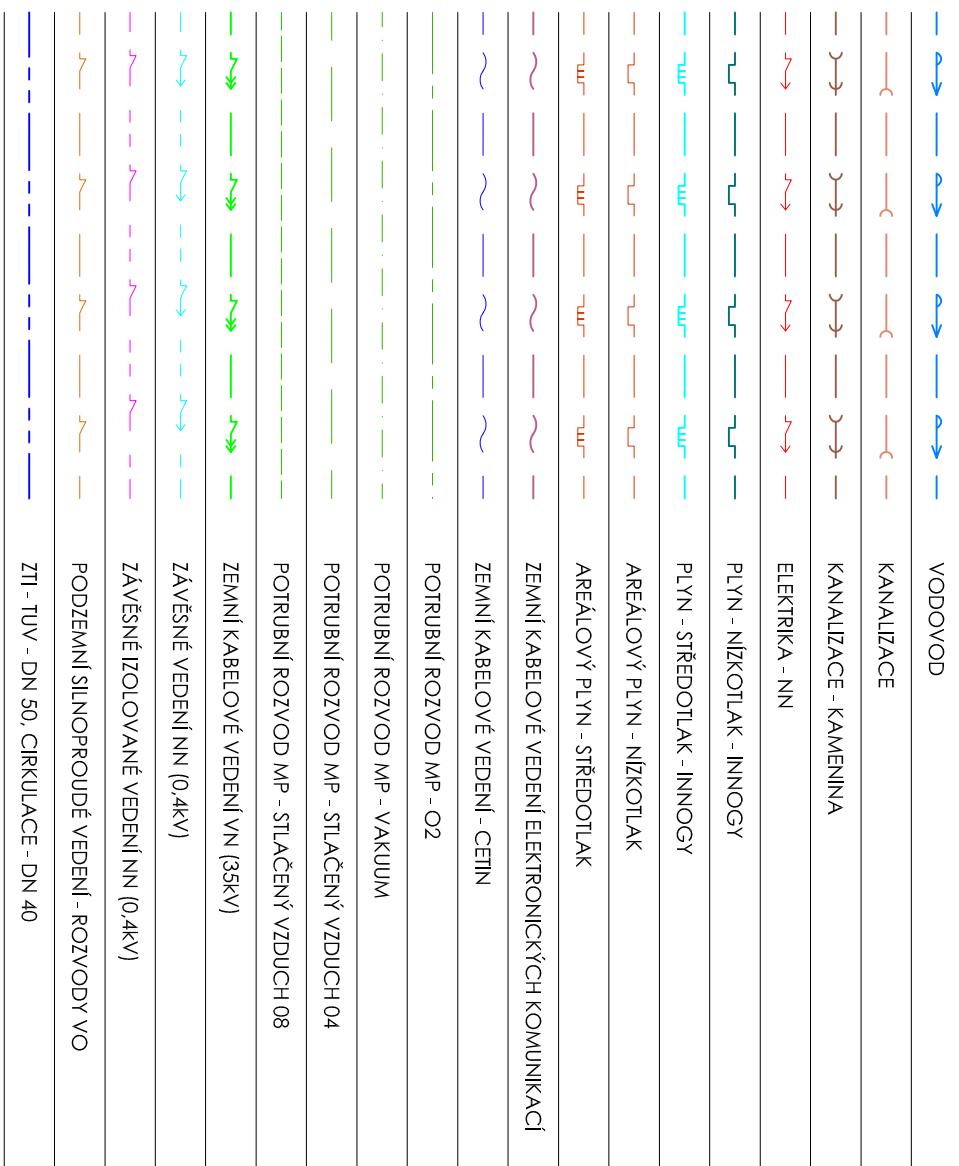 VODOVOD
KANALIZACE
KANALIZACE - KAMENINA
ELEKTRIKA - NN
PLYN - NÍZKOTLAK - INNOGY
PLYN - STŘEDOTLAK - INNOGY
AREÁLOVÝ PLYN - NÍZKOTLAK
AREÁLOVÝ PLYN - STŘEDOTLAK
ZEMNÍ KABELOVÉ VEDENÍ ELEKTRONICKÝCH KOMUNIKACÍ
ZEMNÍ KABELOVÉ VEDENÍ - CETIN
POTRUBNÍ ROZVOD MP - O2
POTRUBNÍ ROZVOD MP - VAKUUM
POTRUBNÍ ROZVOD MP - STLAČENÝ VZDUCH 04
POTRUBNÍ ROZVOD MP - STLAČENÝ VZDUCH 08
ZEMNÍ KABELOVÉ VEDENÍ VN (35kV)
ZÁVĚSNÉ VEDENÍ NN (0,4kV)
ZÁVĚSNÉ IZOLOVANÉ VEDENÍ NN (0,4kV)
PODZEMNÍ SILNOPROUDÉ VEDENÍ - ROZVODY VO
ZTI - TUV - DN 50, CIRKULACE - DN 40